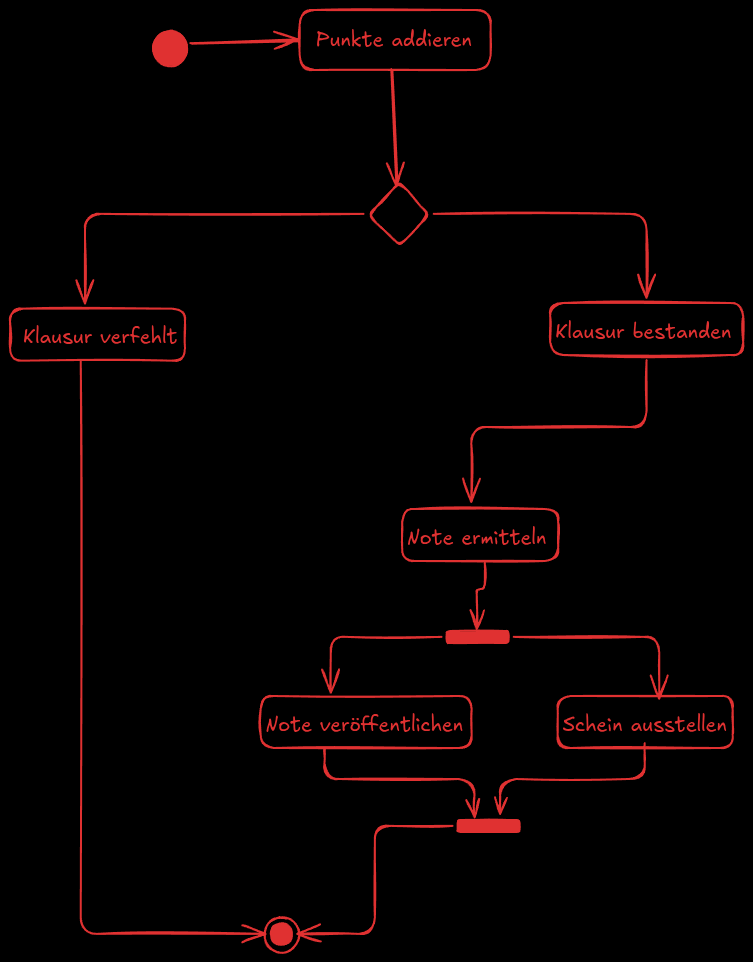 Punkte addieren
Klausur verfehlt
Klausur bestanden
Note ermitteln
Note veröffentlichen
Schein ausstellen